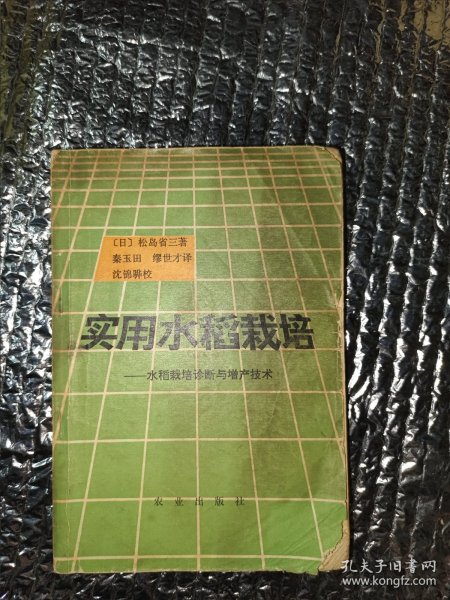 〔日〕松岛省三著
秦玉田 缪世才译
沈锦骅校
实用水稻栽培
——水稻栽培诊断与增产技术
农业出版社
孔夫子旧书网
www.kongfz.com